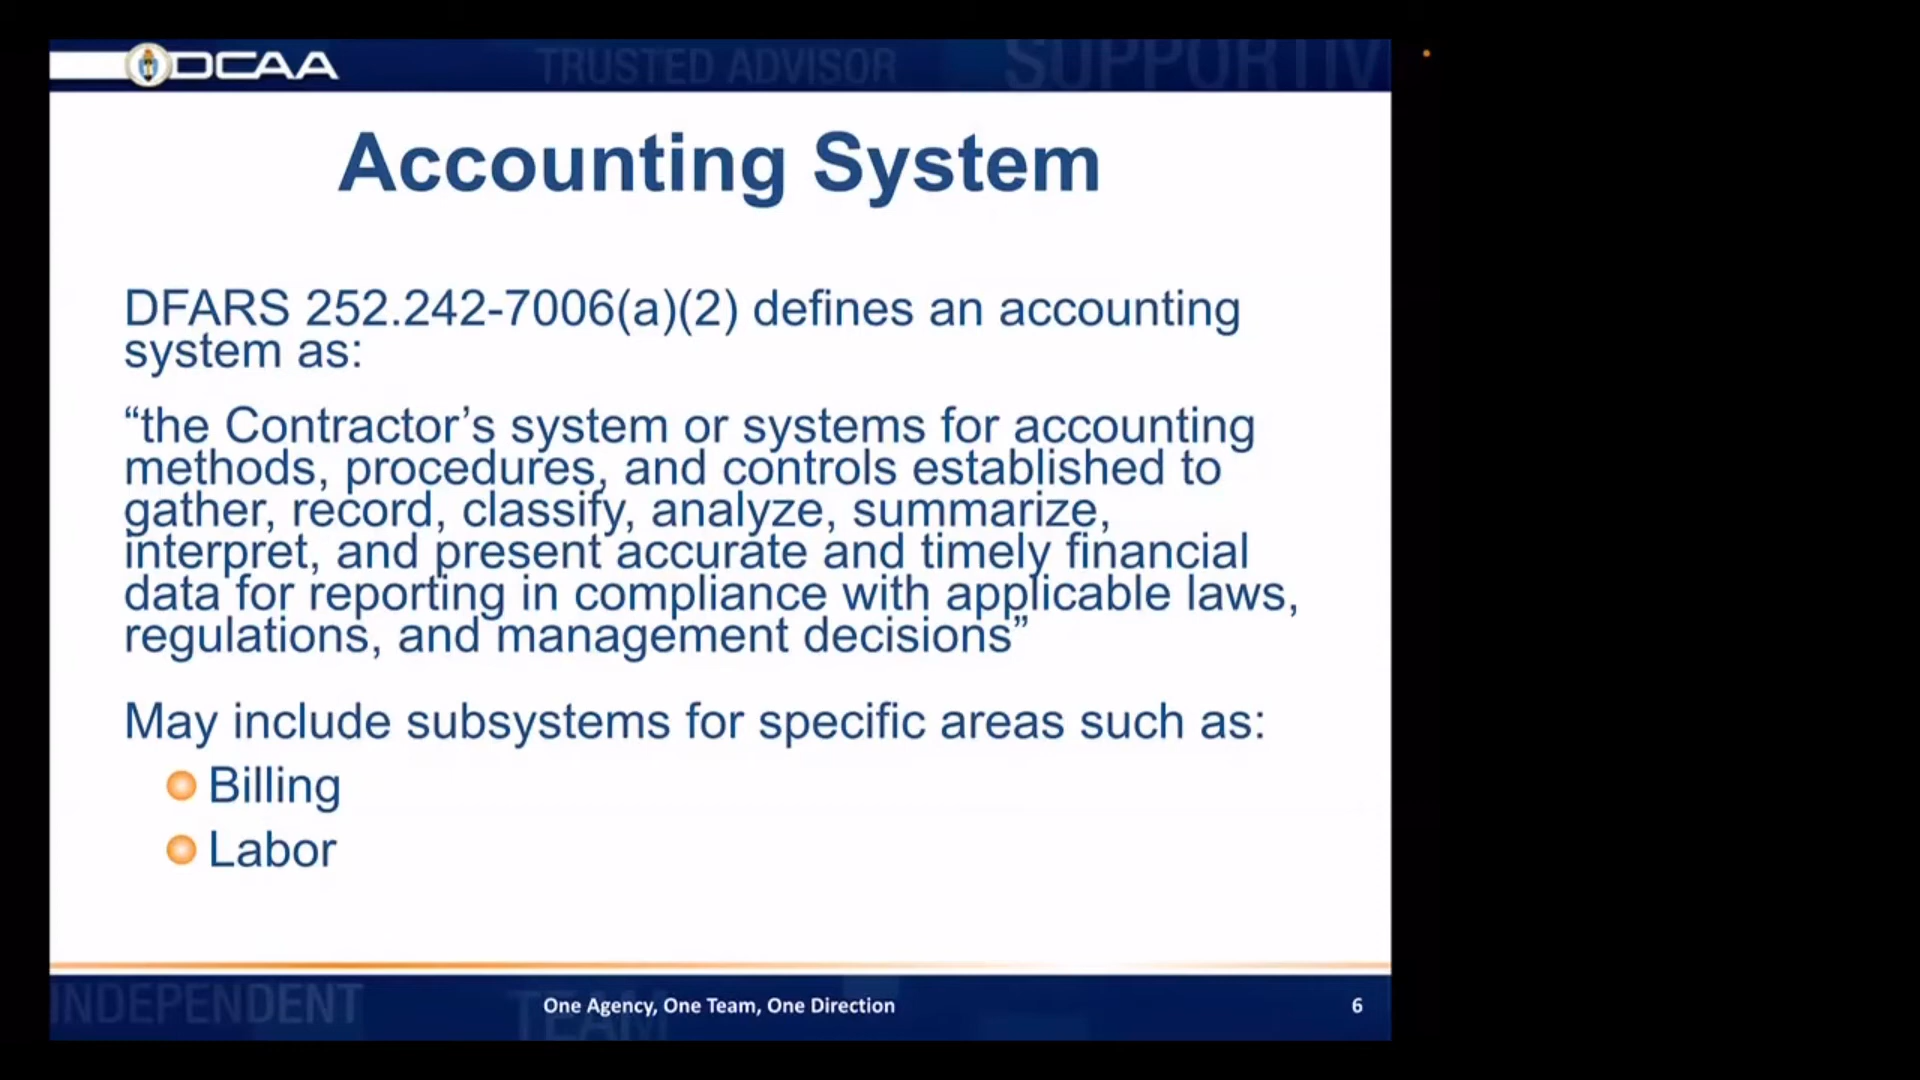 DCAA
TRUSTED ADVISOR
SUPPORTIV
Accounting System
DFARS 252.242-7006(a)(2) defines an accounting
system as:
“the Contractor’s system or systems for accounting
methods, procedures, and controls established to
gather, record, classify, analyze, summarize,
interpret, and present accurate and timely financial
data for reporting in compliance with applicable laws,
regulations, and management decisions”
May include subsystems for specific areas such as:
Billing
Labor
INDEPENDENT
TEAM
One Agency, One Team, One Direction
6